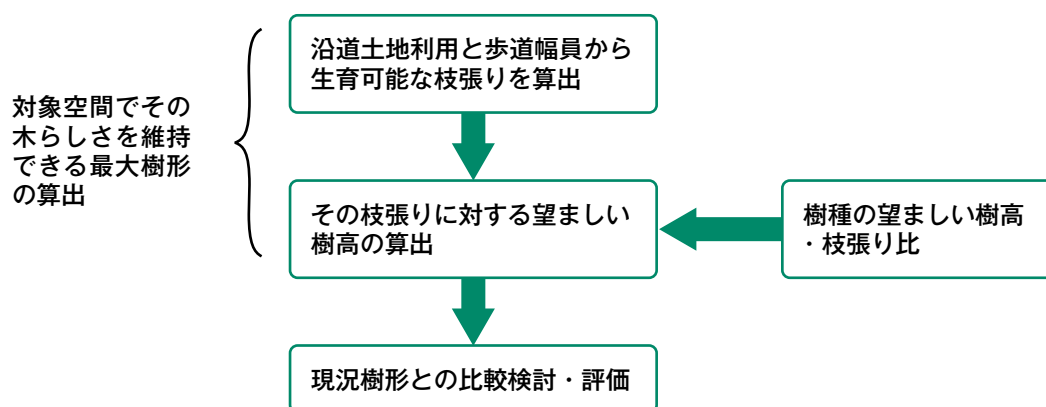 沿道土地利用と歩道幅員から
生育可能な枝張りを算出
対象空間でその
木らしさを維持
できる最大樹形
の算出
その枝張りに対する望ましい
樹高の算出
樹種の望ましい樹高
・枝張り比
現況樹形との比較検討・評価